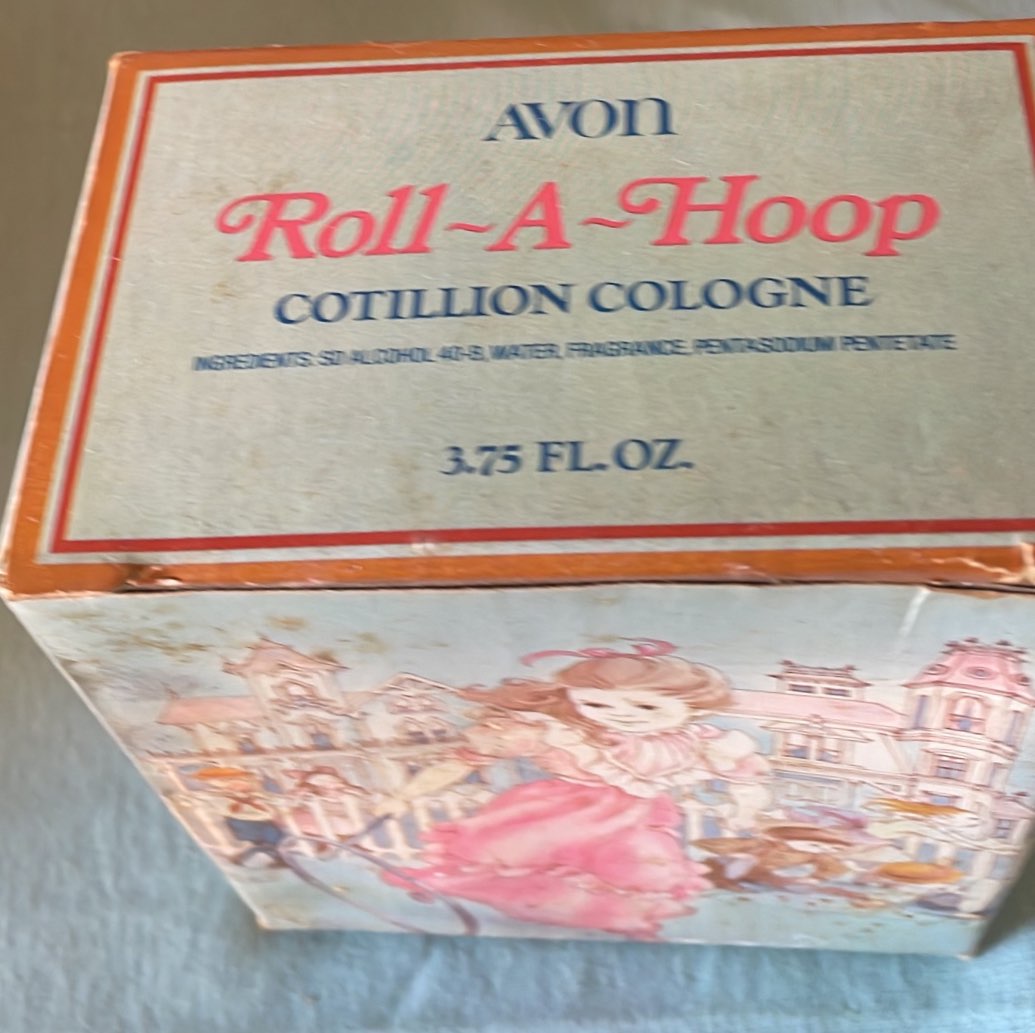 AVON
Roll~A~Hoop
COTILLION COLOGNE
INGREDIENTS: SD ALCOHOL 40-B, WATER, FRAGRANCE, PENTASODIUM PENTETATE
3.75 FL. OZ.